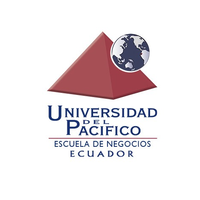 UNIVERSIDAD
DEL
PACIFICO
ESCUELA DE NEGOCIOS
ECUADOR